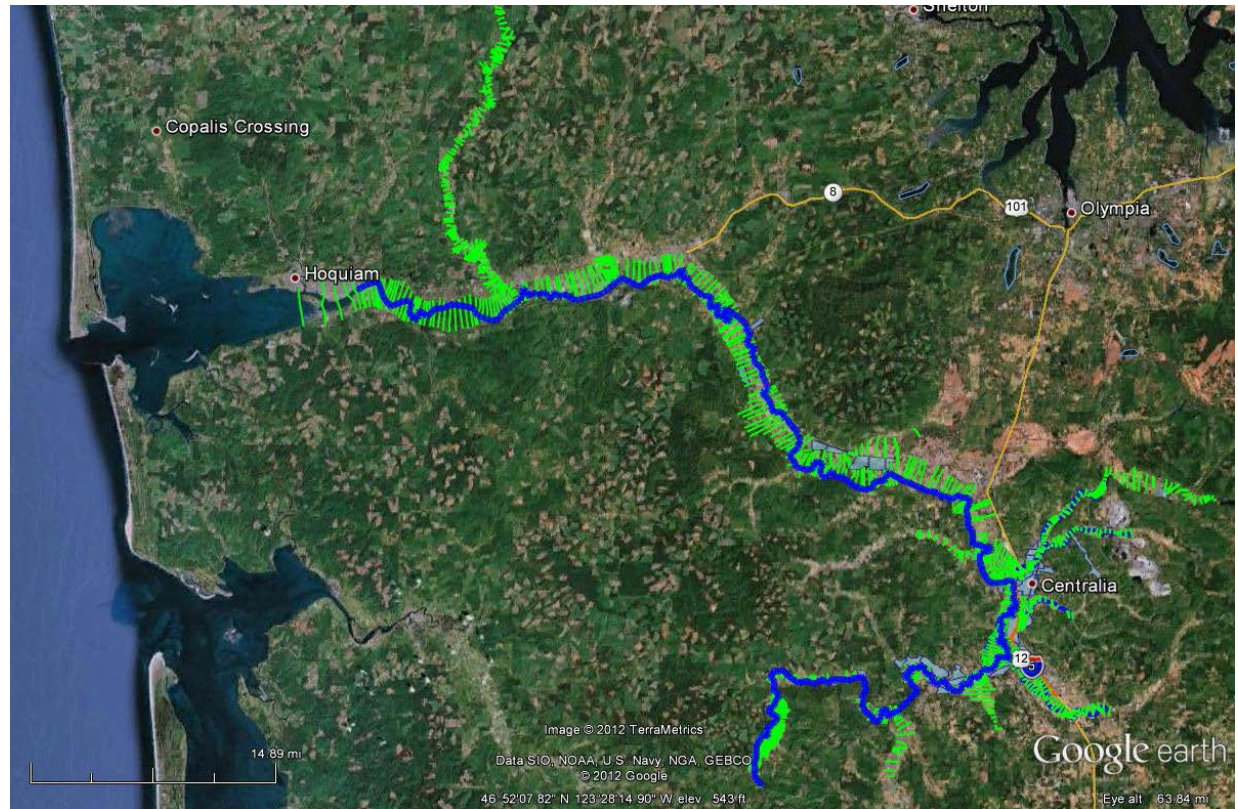 Shelton
Copalis Crossing
8
101
Olympia
Hoquiam
Centralia
12
5
Image © 2012 TerraMetrics
14.89 mi
Data SIO, NOAA, U.S. Navy, NGA, GEBCO
© 2012 Google
Google earth
46°52'07.82" N 123°28'14.90" W elev 543 ft
Eye alt 63.84 mi